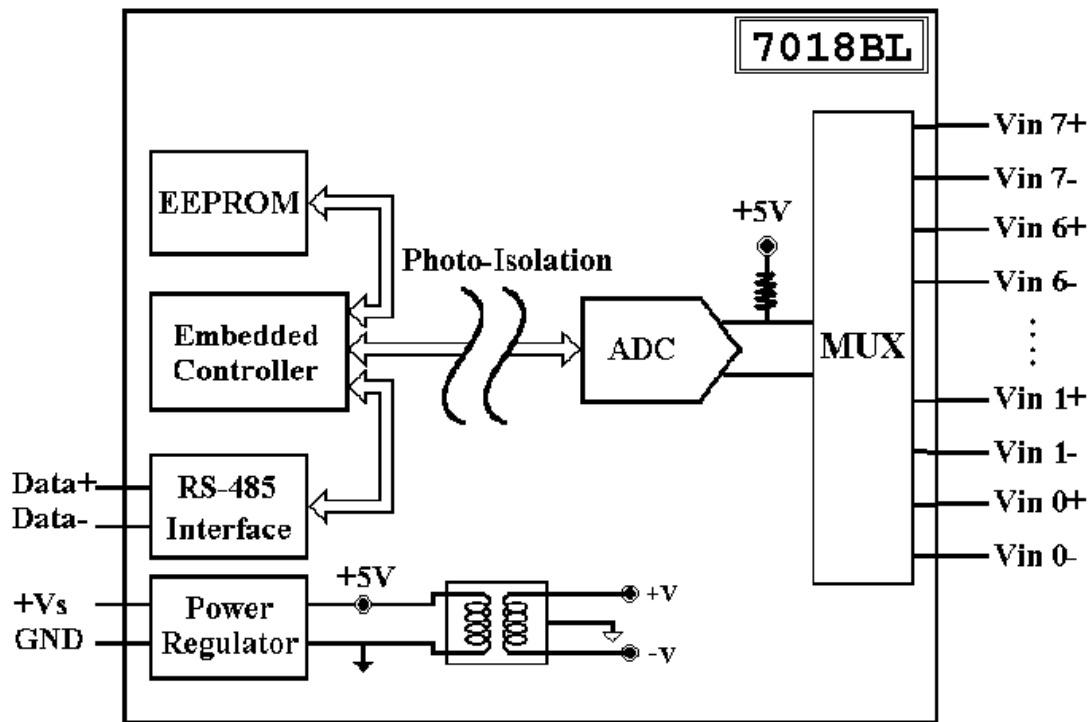 7018BL
Vin 7+
Vin 7-
+5V
Vin 6+
EEPROM
Photo-Isolation
Vin 6-
Embedded
Controller
ADC
MUX
Vin 1+
Vin 1-
Data+
RS-485
Vin 0+
Data-
Interface
Vin 0-
+5V
+Vs
Power
+V
GND
Regulator
-V